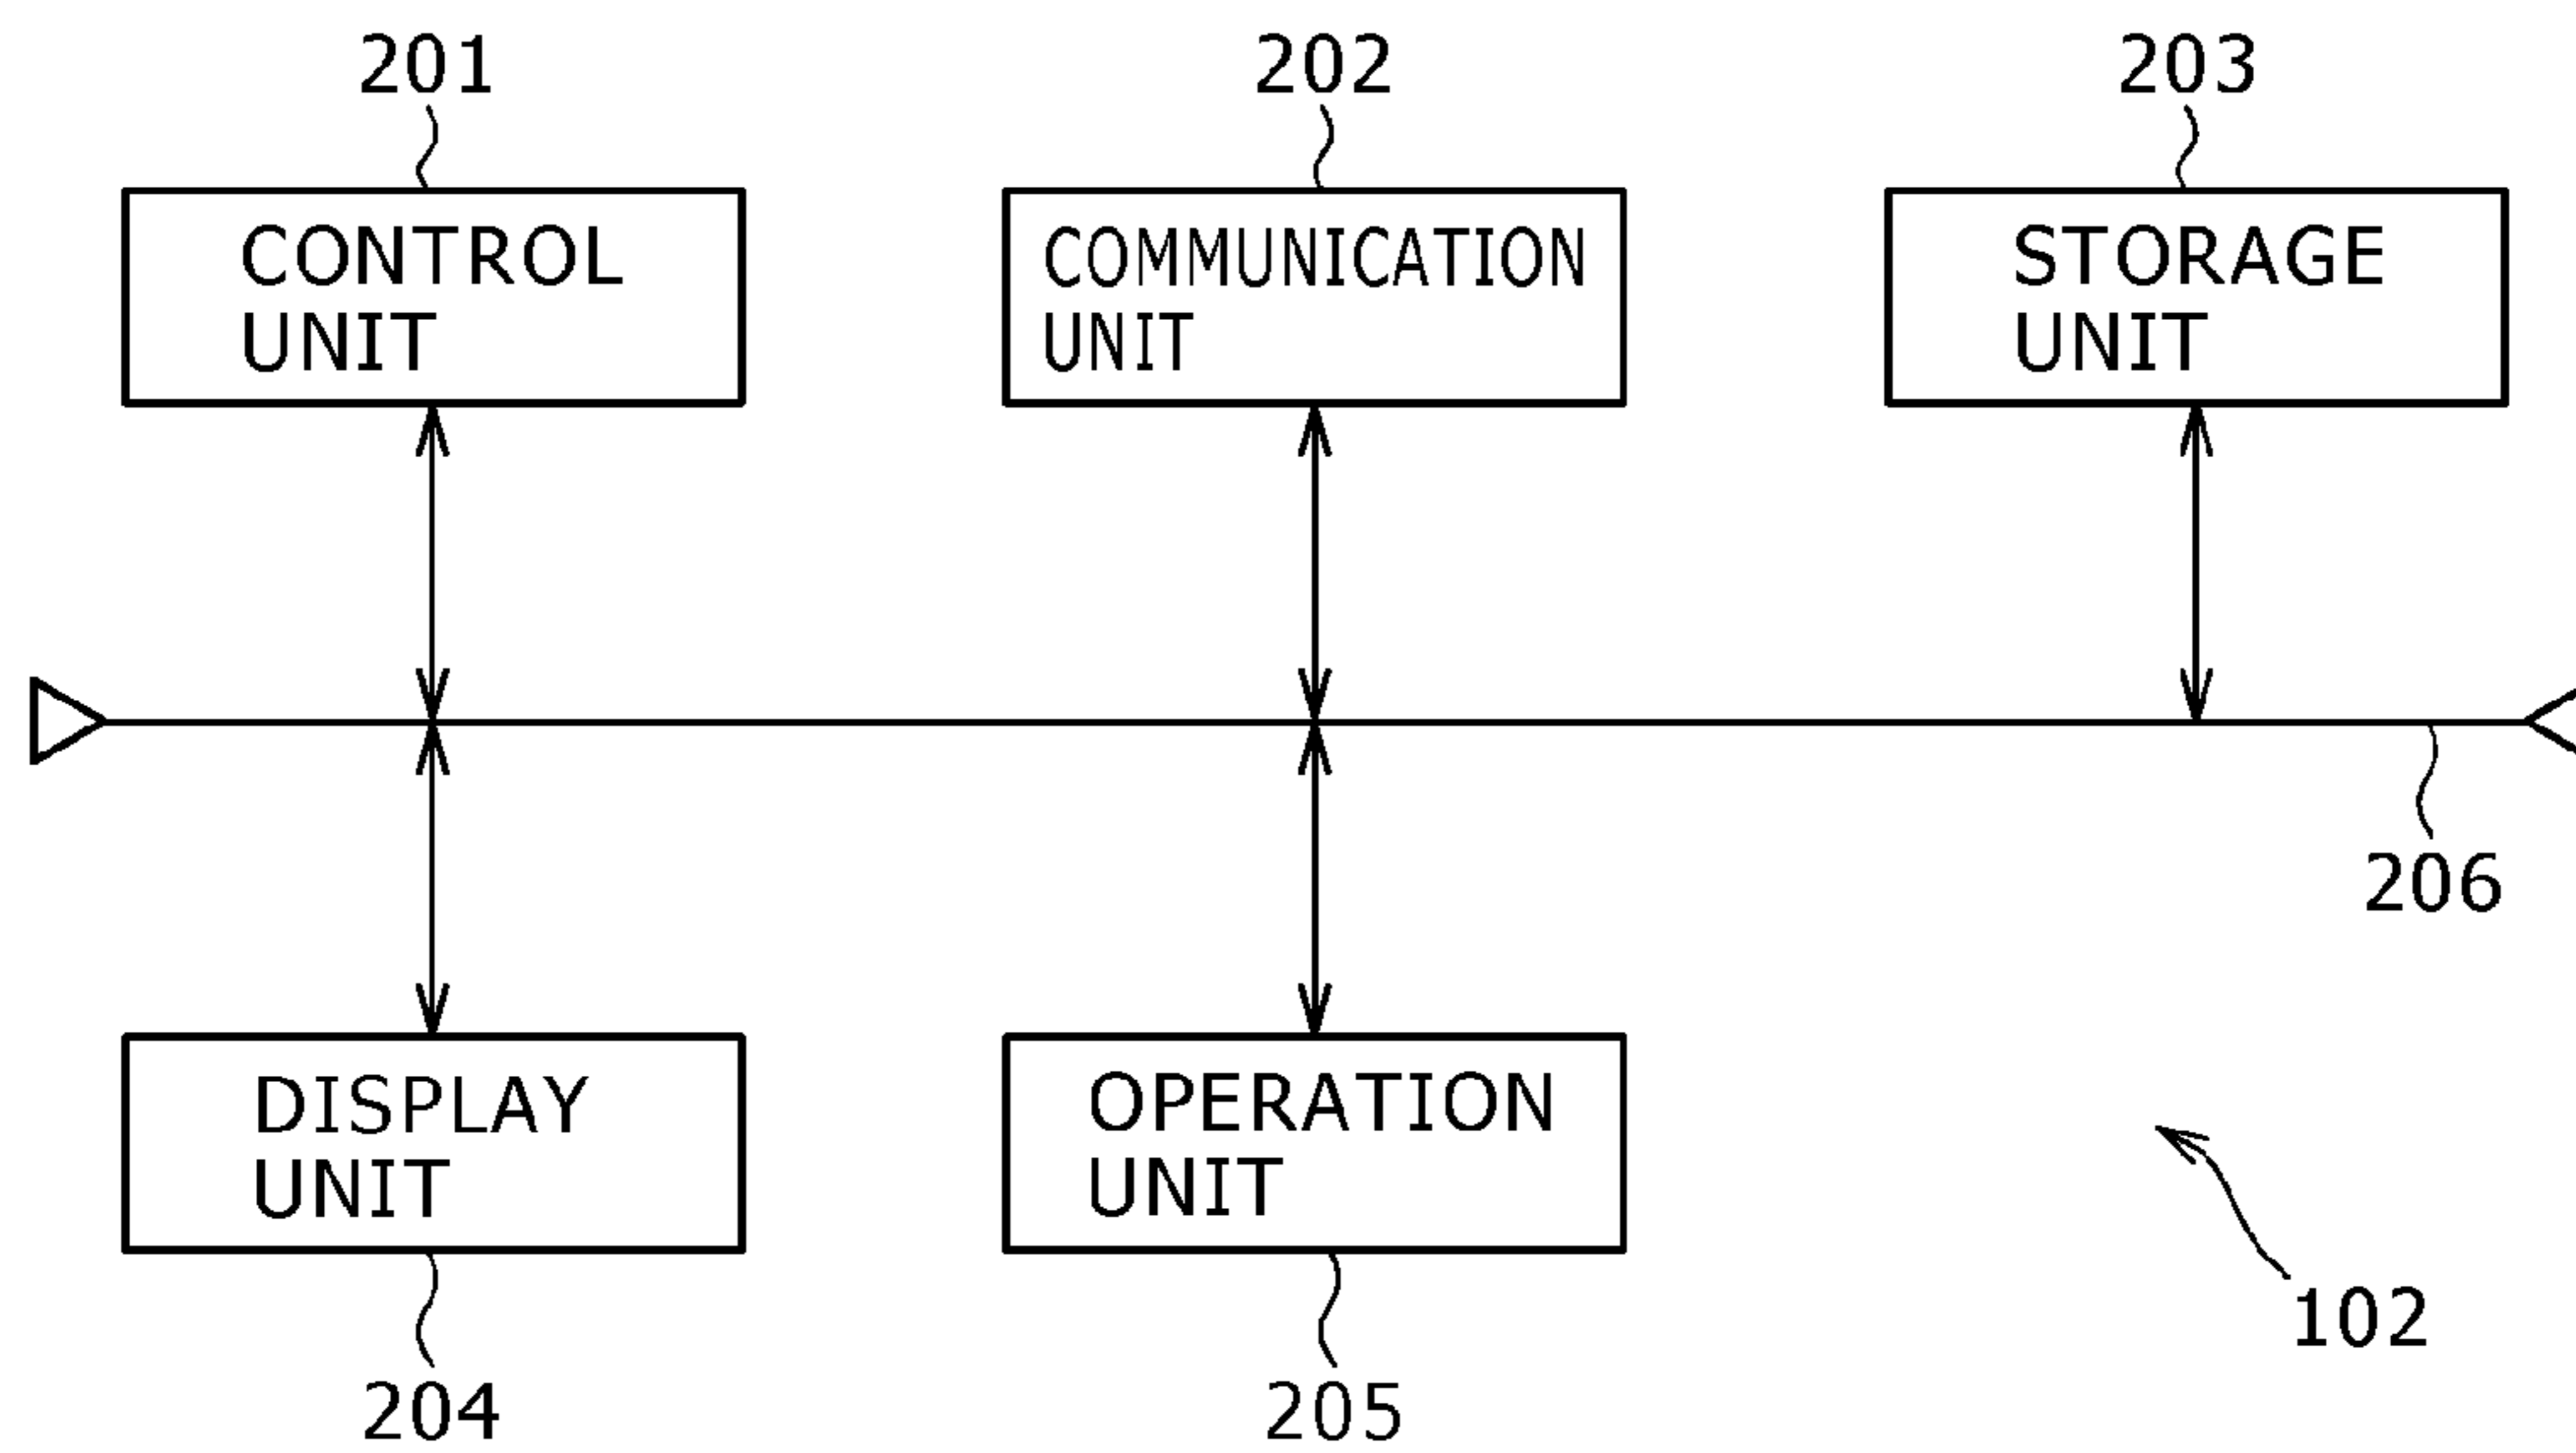 201
202
203
CONTROL
UNIT
COMMUNICATION
UNIT
STORAGE
UNIT
206
DISPLAY
UNIT
OPERATION
UNIT
102
204
205